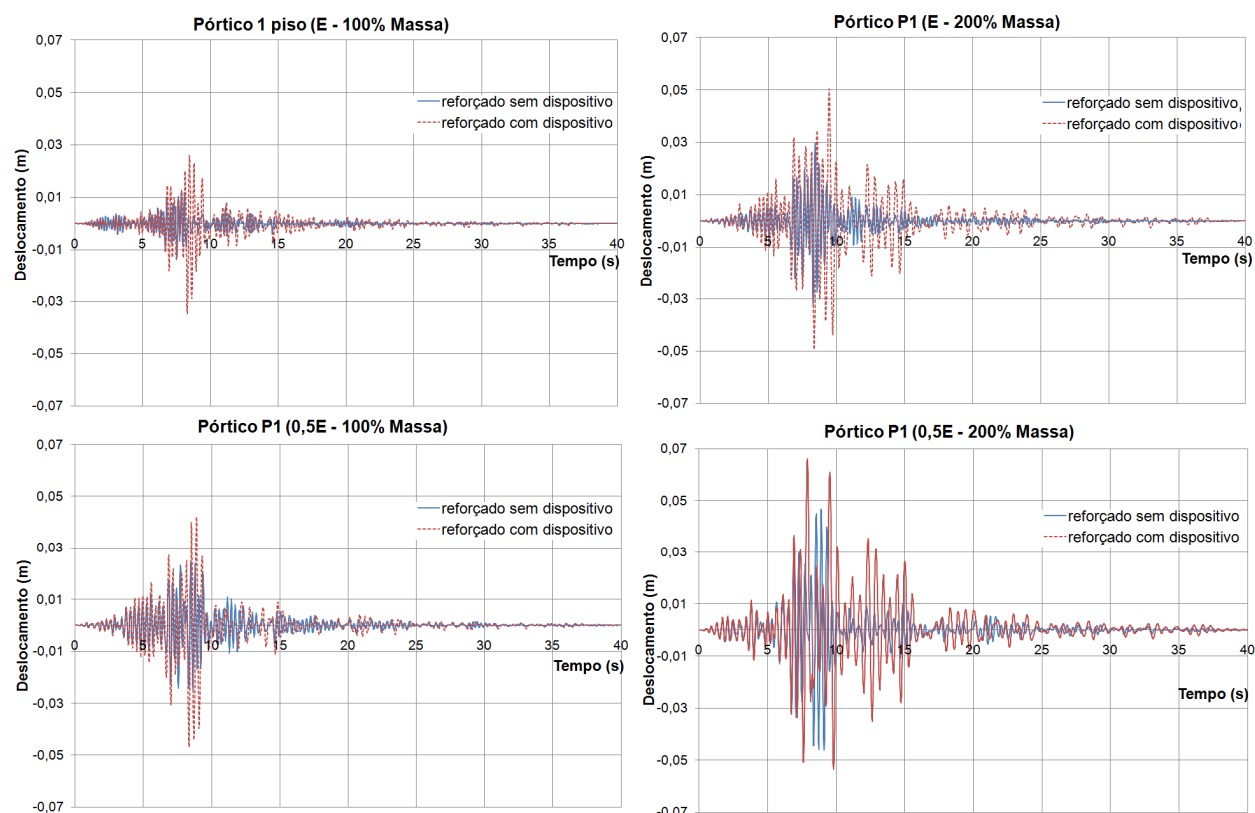 Pórtico 1 piso (E - 100% Massa)
0,07
0,05
0,03
0,01
-0,01
-0,03
-0,05
-0,07
Deslocamento (m)
reforçado sem dispositivo
reforçado com dispositivo
0 5 10 15 20 25 30 35 40
Tempo (s)
Pórtico P1 (E - 200% Massa)
0,07
0,05
0,03
0,01
-0,01
-0,03
-0,05
-0,07
Deslocamento (m)
reforçado sem dispositivo
reforçado com dispositivo
0 5 10 15 20 25 30 35 40
Tempo (s)
Pórtico P1 (0,5E - 100% Massa)
0,07
0,05
0,03
0,01
-0,01
-0,03
-0,05
-0,07
Deslocamento (m)
reforçado sem dispositivo
reforçado com dispositivo
0 5 10 15 20 25 30 35 40
Tempo (s)
Pórtico P1 (0,5E - 200% Massa)
0,07
0,05
0,03
0,01
-0,01
-0,03
-0,05
-0,07
Deslocamento (m)
reforçado sem dispositivo
reforçado com dispositivo
0 5 10 15 20 25 30 35 40
Tempo (s)